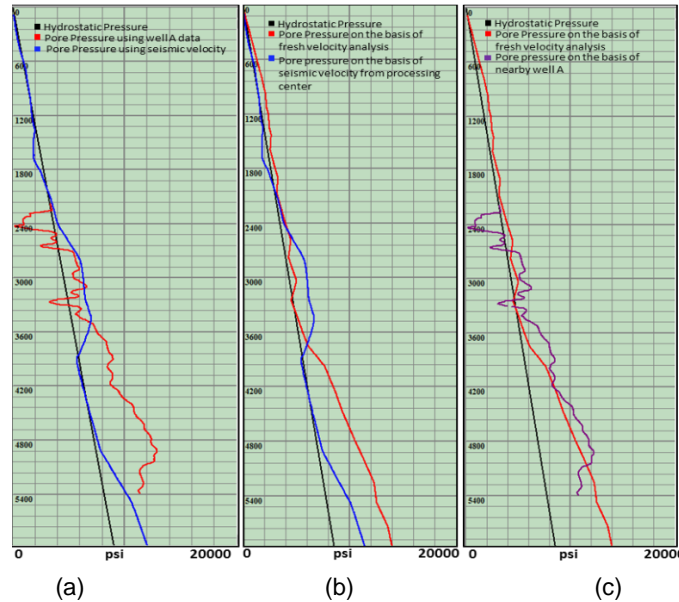 Hydrostatic Pressure
Pore Pressure using well A data
Pore Pressure using seismic velocity
0
600
1200
1800
2400
3000
3600
4200
4800
5400
0 psi 20000
(a)
Hydrostatic Pressure
Pore Pressure on the basis of
fresh velocity analysis
Pore pressure on the basis of
seismic velocity from processing
center
0
600
1200
1800
2400
3000
3600
4200
4800
5400
0 psi 20000
(b)
Hydrostatic Pressure
Pore Pressure on the basis of
fresh velocity analysis
Pore pressure on the basis of
nearby well A
0
600
1200
1800
2400
3000
3600
4200
4800
5400
0 psi 20000
(c)